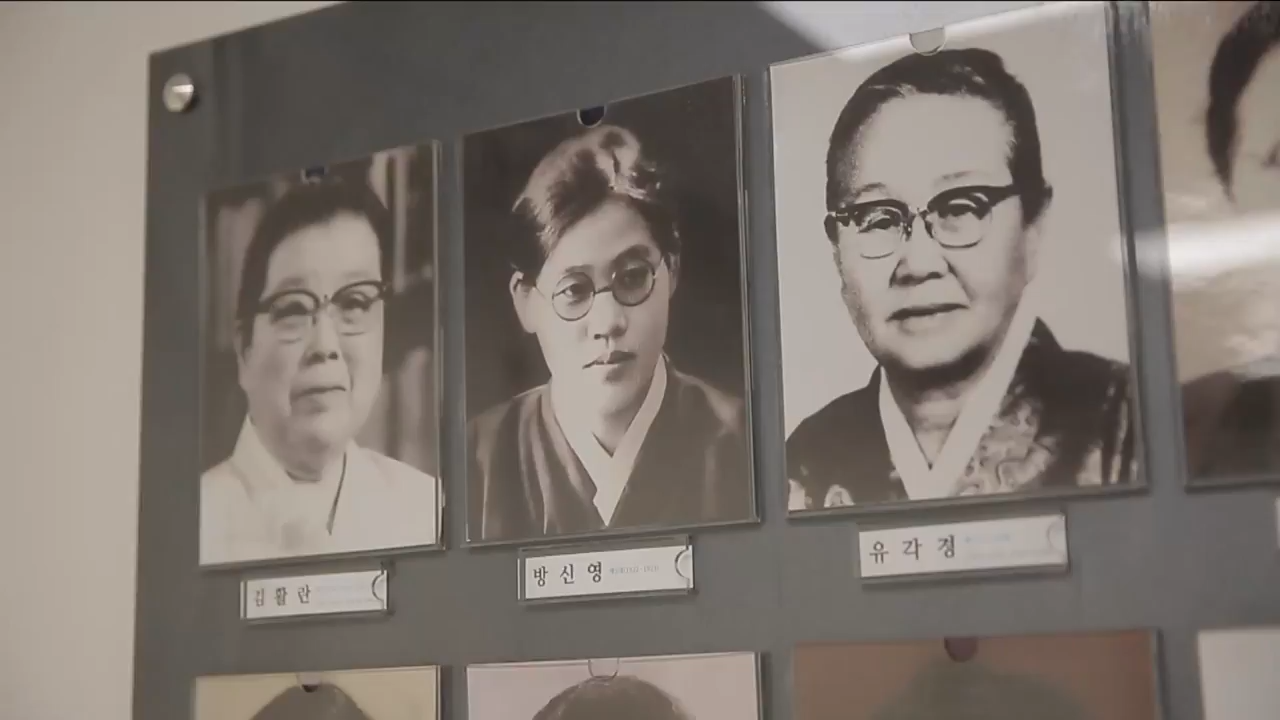 김 활 란
방 신 영
유 각 경